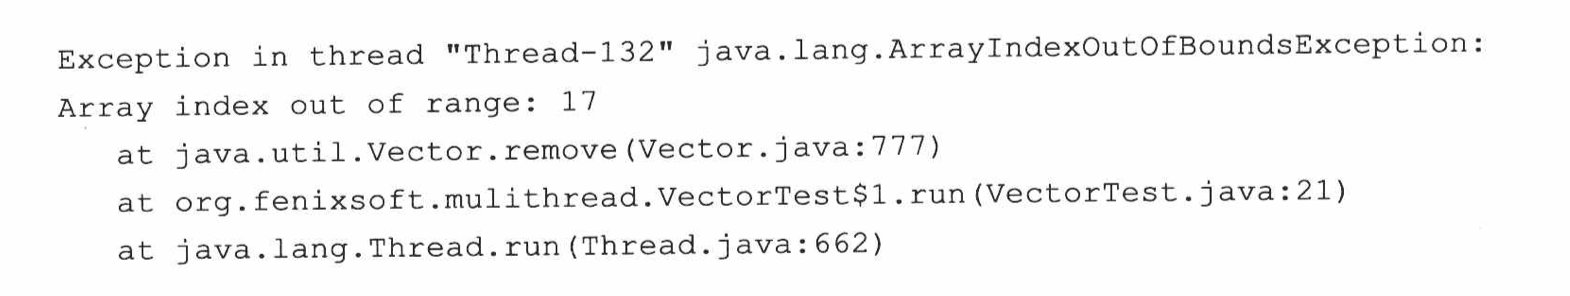 Exception in thread "Thread-132" java.lang.ArrayIndexOutOfBoundsException:
Array index out of range: 17
at java.util.Vector.remove(Vector.java:777)
at org.fenixsoft.mulithread.VectorTest$1.run(VectorTest.java:21)
at java.lang.Thread.run(Thread.java:662)